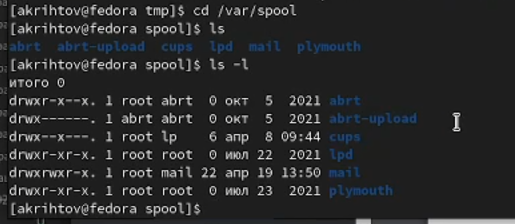 [akrihtov@fedora tmp]$ cd /var/spool
[akrihtov@fedora spool]$ ls
abrt  abrt-upload  cups  lpd  mail  plymouth
[akrihtov@fedora spool]$ ls -l
итого 0
drwxr-x--x. 1 root abrt  0 окт  5  2021 abrt
drwx------. 1 abrt abrt  0 окт  5  2021 abrt-upload
drwx--x---. 1 root lp    6 апр  8 09:44 cups
drwxr-xr-x. 1 root root  0 июл 22  2021 lpd
drwxrwxr-x. 1 root mail 22 апр 19 13:50 mail
drwxr-xr-x. 1 root root  0 июл 23  2021 plymouth
[akrihtov@fedora spool]$